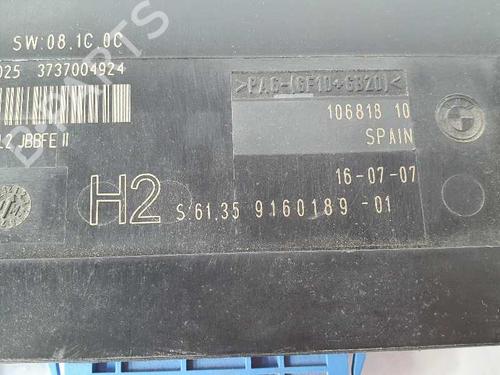 SW:08.1C.0C
025 3737004924
L2 JBBFE II
>PA6-(GF10+GB20)<
106818 10
SPAIN
16-07-07
H2 S:61.35 9160189-01